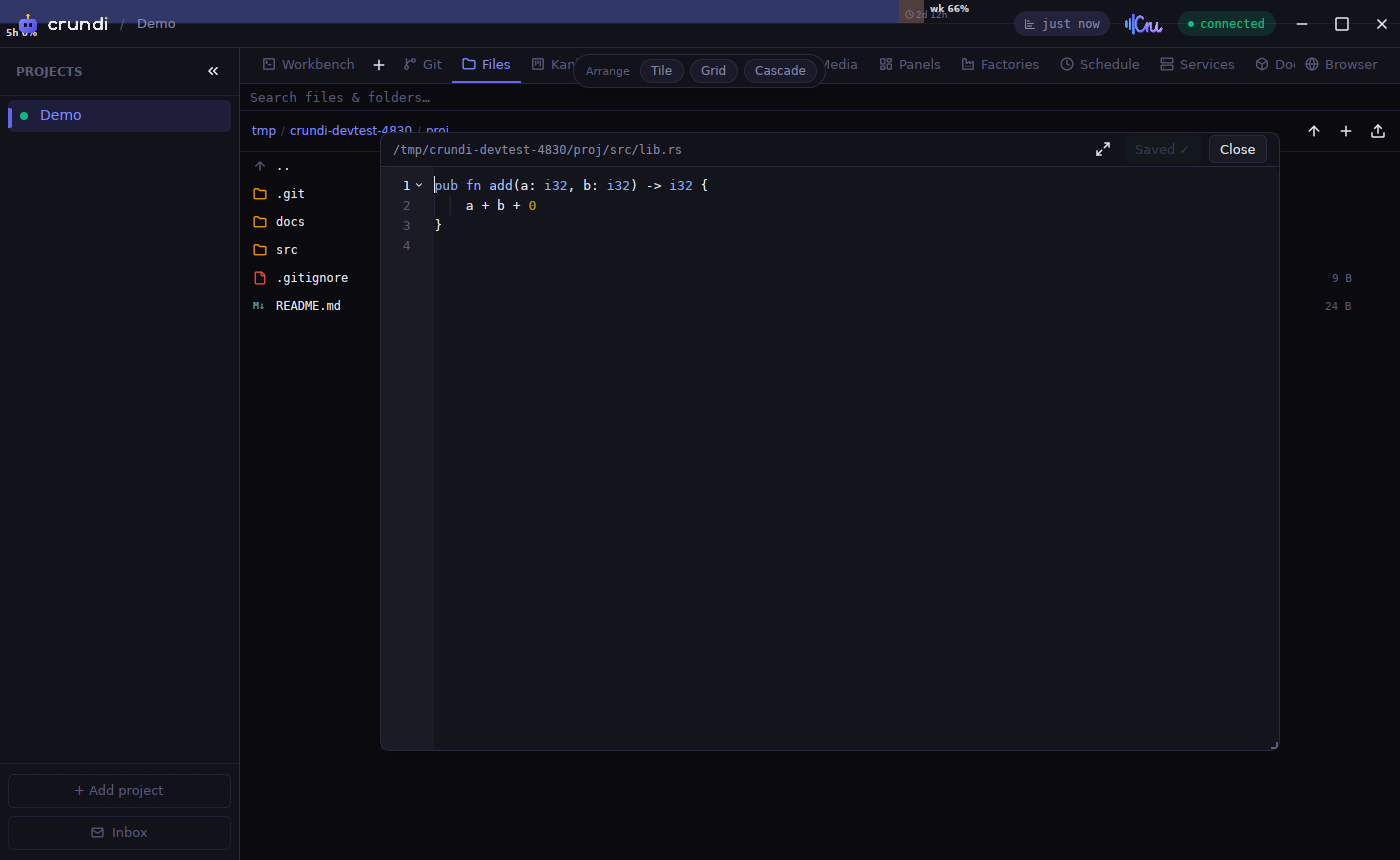 5h 0%
crundi / Demo
2d 12h
wk 66%
just now
Cru
connected
PROJECTS
Demo
+ Add project
Inbox
Workbench
Git
Files
Arrange Tile Grid Cascade
Panels
Factories
Schedule
Services
Browser
Search files & folders…
tmp / crundi-devtest-4830 / proj
..
.git
docs
src
.gitignore
9 B
README.md
24 B
/tmp/crundi-devtest-4830/proj/src/lib.rs
Saved ✓
Close
1 pub fn add(a: i32, b: i32) -> i32 {
2 a + b + 0
3 }
4